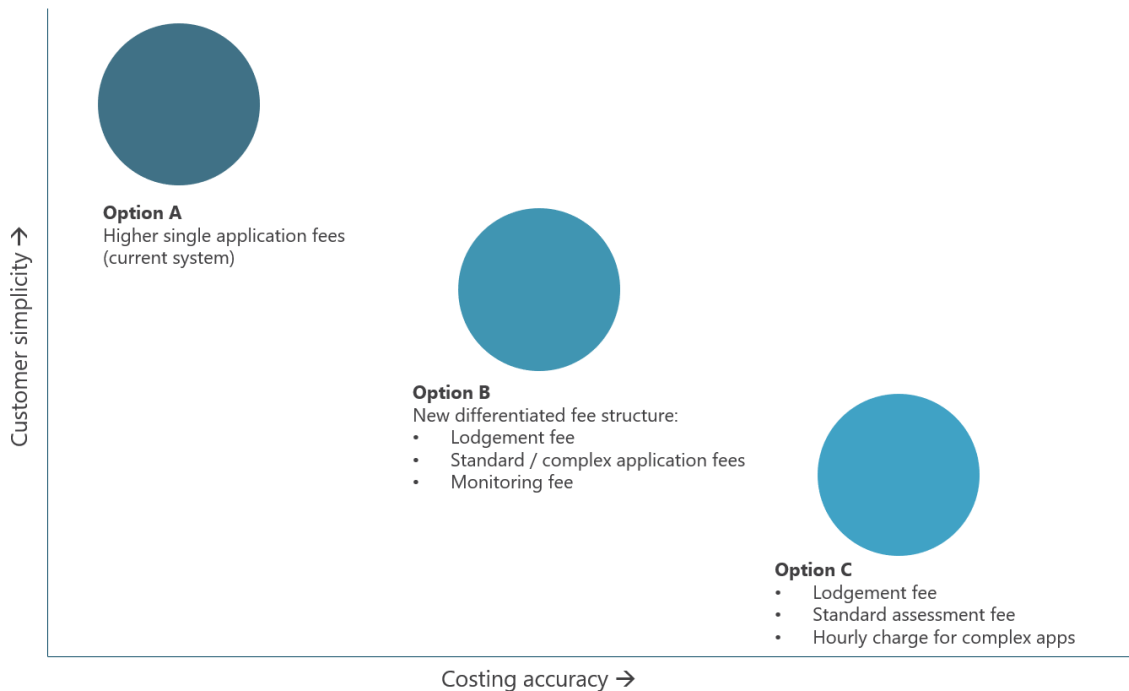 Customer simplicity →
Option A
Higher single application fees
(current system)
Option B
New differentiated fee structure:
• Lodgement fee
• Standard / complex application fees
• Monitoring fee
Option C
• Lodgement fee
• Standard assessment fee
• Hourly charge for complex apps
Costing accuracy →